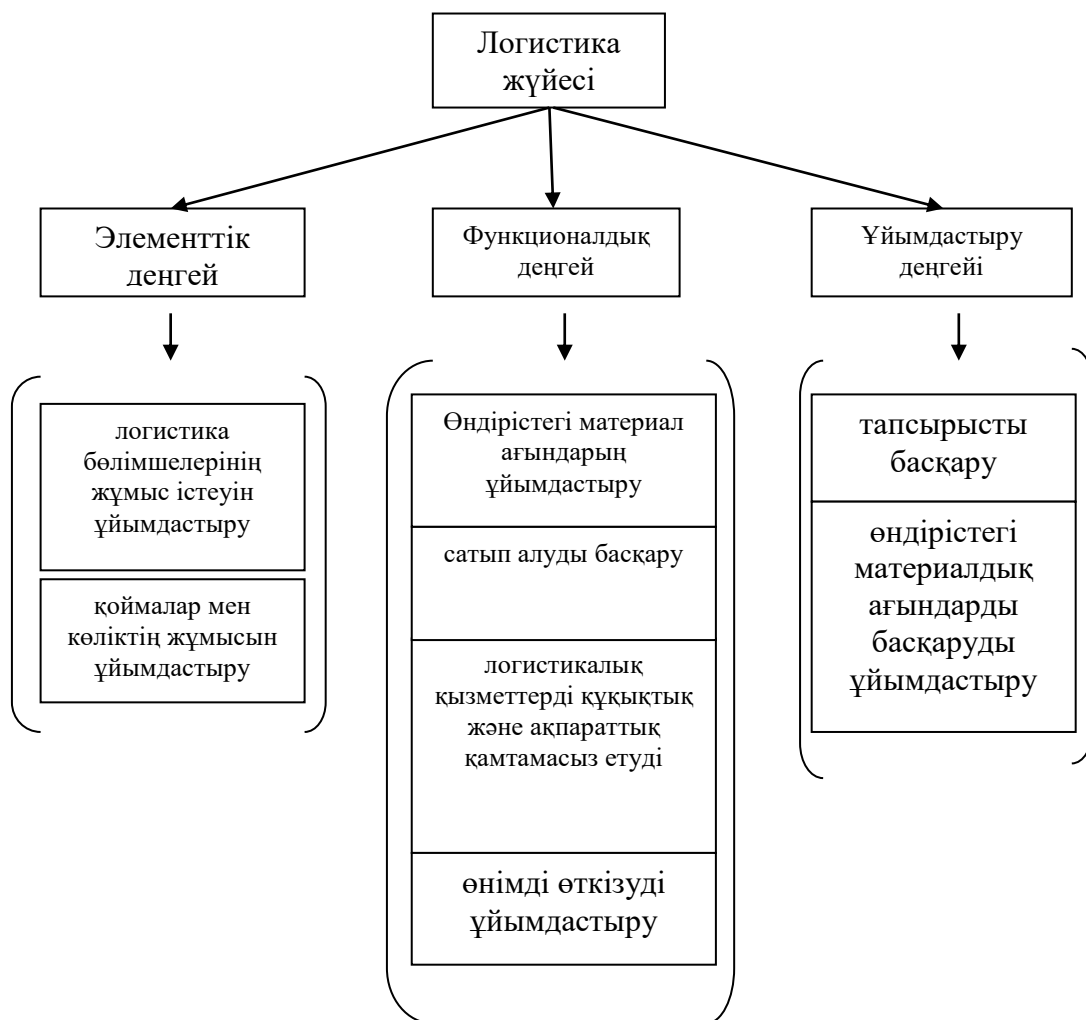 Логистика
жүйесі
Элементтік
деңгей
Функционалдық
деңгей
Ұйымдастыру
деңгейі
логистика
бөлімшелерінің
жұмыс істеуін
ұйымдастыру
қоймалар мен
көліктің жұмысын
ұйымдастыру
Өндірістегі материал
ағындарың
ұйымдастыру
сатып алуды басқару
логистикалық
қызметтерді құқықтық
және ақпараттық
қамтамасыз етуді
өнімді өткізуді
ұйымдастыру
тапсырысты
басқару
өндірістегі
материалдық
ағындарды
басқаруды
ұйымдастыру